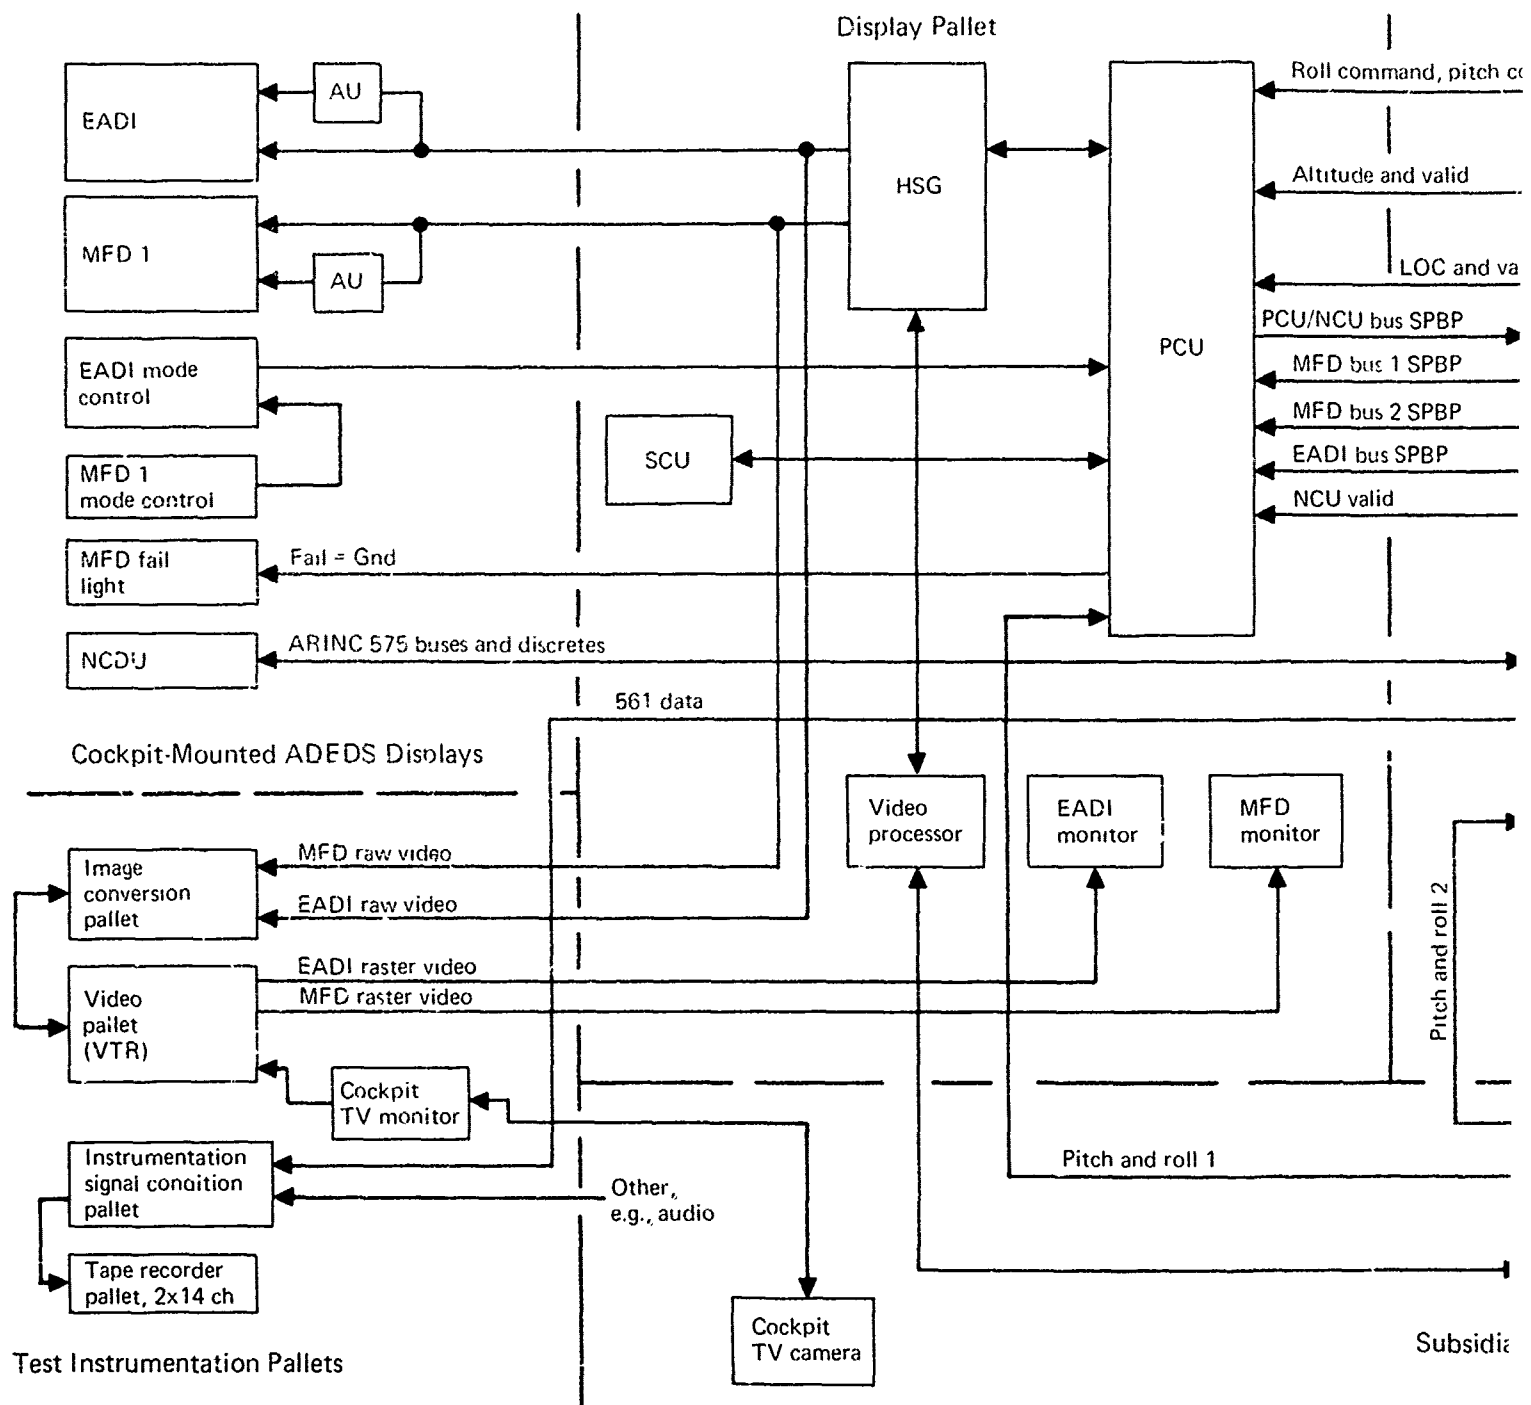 Display Pallet
EADI
AU
HSG
PCU
Roll command, pitch
Altitude and valid
MFD 1
AU
LOC and
PCU/NCU bus SPBP
MFD bus 1 SPBP
MFD bus 2 SPBP
EADI bus SPBP
NCU valid
EADI mode
control
MFD 1
mode control
SCU
MFD fail
light
Fail = Gnd
NCDU
ARINC 575 buses and discretes
561 data
Cockpit-Mounted ADEDS Displays
Video
processor
EADI
monitor
MFD
monitor
Image
conversion
pallet
MFD raw video
EADI raw video
Pitch and roll 2
Video
pallet
(VTR)
EADI raster video
MFD raster video
Cockpit
TV monitor
Instrumentation
signal condition
pallet
Pitch and roll 1
Other,
e.g., audio
Tape recorder
pallet, 2x14 ch
Cockpit
TV camera
Test Instrumentation Pallets